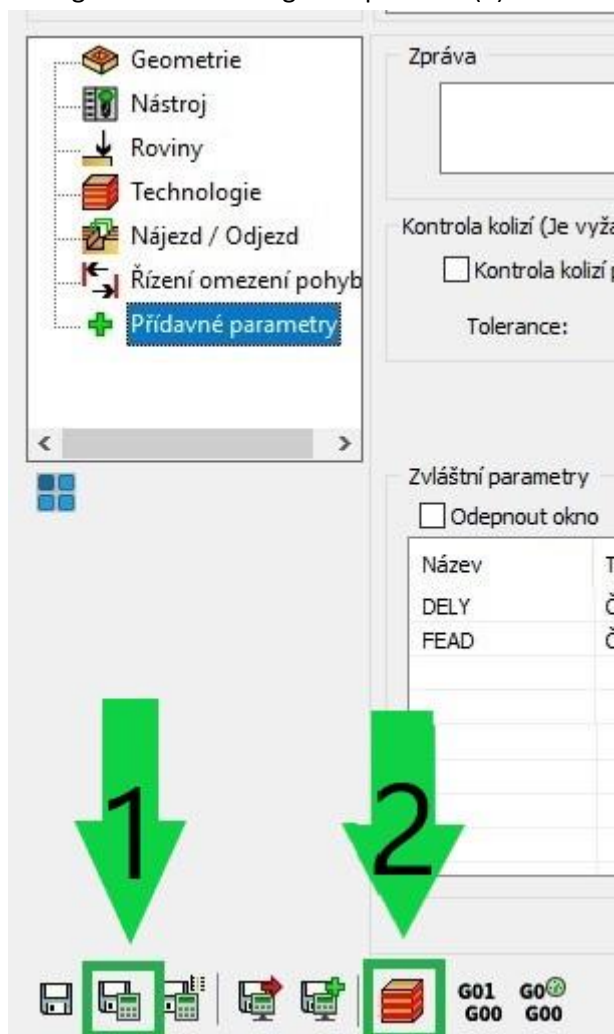 Geometrie
Nástroj
Roviny
Technologie
Nájezd / Odjezd
Řízení omezení pohyb
Přídavné parametry
Zpráva
Kontrola kolizí (Je vyža
Kontrola kolizí p
Tolerance:
Zvláštní parametry
Odepnout okno
Název T
DELY Č
FEAD Č
1
2
G01 G0
G00 G00